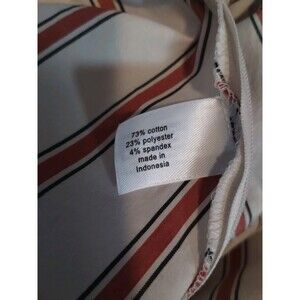 73% cotton
23% polyester
4% spandex
made in
Indonesia